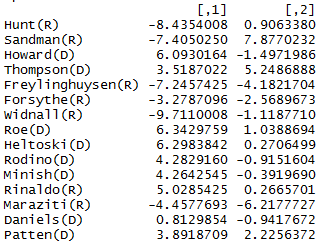 [,1] [,2]
Hunt(R) -8.4354008 0.9063380
Sandman(R) -7.4050250 7.8770232
Howard(D) 6.0930164 -1.4971986
Thompson(D) 3.5187022 5.2486888
Freylinghuysen(R) -7.2457425 -4.1821704
Forsythe(R) -3.2787096 -2.5689673
Widnall(R) -9.7110008 -1.1187710
Roe(D) 6.3429759 1.0388694
Heltoski(D) 6.2983842 0.2706499
Rodino(D) 4.2829160 -0.9151604
Minish(D) 4.2642545 -0.3919690
Rinaldo(R) 5.0285425 0.2665701
Maraziti(R) -4.4577693 -6.2177727
Daniels(D) 0.8129854 -0.9417672
Patten(D) 3.8918709 2.2256372